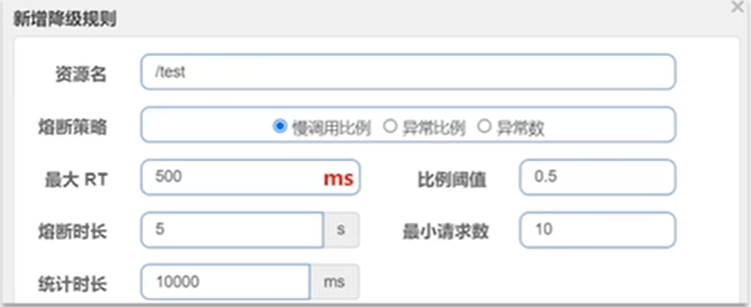 新增降级规则
资源名 /test
熔断策略 慢调用比例 异常比例 异常数
最大 RT 500 ms 比例阈值 0.5
熔断时长 5 s 最小请求数 10
统计时长 10000 ms